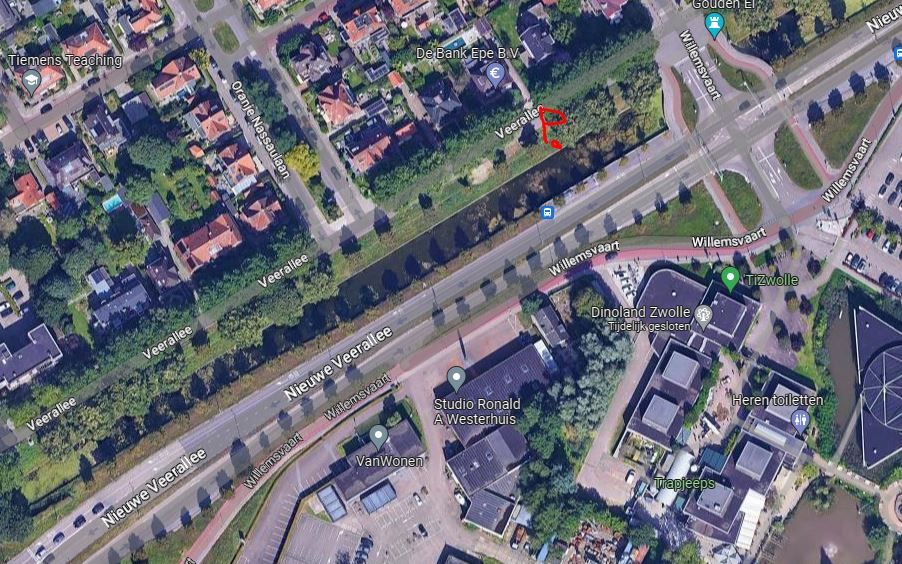 Gouden El
Nieuw
Tiemens Teaching
De Bank Epe B.V
Willemsvaart
Oranje Nassaulaan
Veerallee
P.
Willemsvaart
Veerallee
Willemsvaart
Willemsvaart
TiZwolle
Dinoland Zwolle
Tijdelijk gesloten
Veerallee
Nieuwe Veerallee
Willemsvaart
Studio Ronald
A Westerhuis
Heren toiletten
Veerallee
VanWonen
Willemsvaart
Nieuwe Veerallee
Trapjeeps